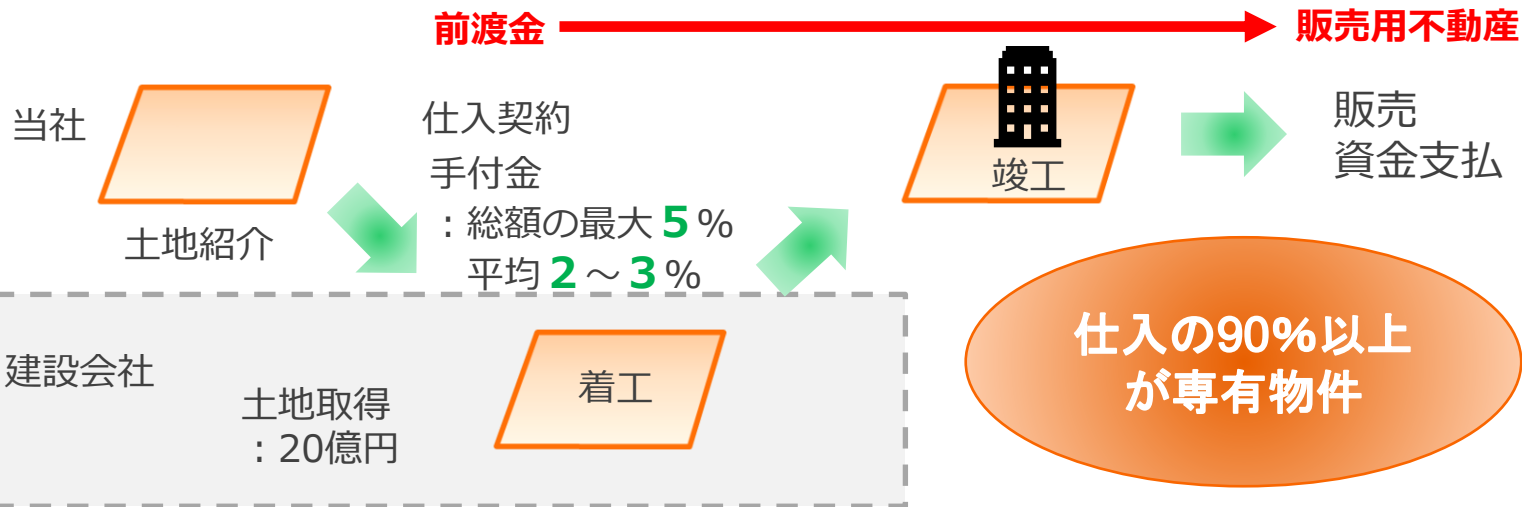 前渡金
販売用不動産
当社
土地紹介
仕入契約
手付金
：総額の最大５％
平均２～３％
竣工
販売
資金支払
建設会社
土地取得
：20億円
着工
仕入の90%以上
が専有物件